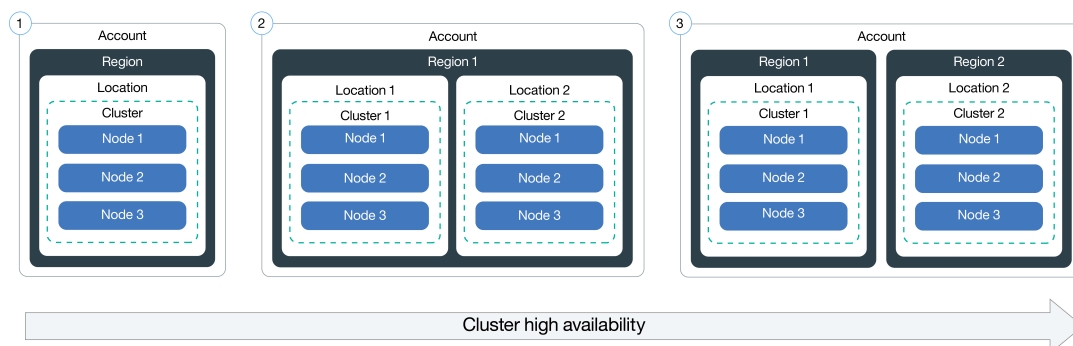 1
Account
Region
Location
Cluster
Node 1
Node 2
Node 3
2
Account
Region 1
Location 1
Cluster 1
Node 1
Node 2
Node 3
Location 2
Cluster 2
Node 1
Node 2
Node 3
3
Account
Region 1
Location 1
Cluster 1
Node 1
Node 2
Node 3
Region 2
Location 2
Cluster 2
Node 1
Node 2
Node 3
Cluster high availability